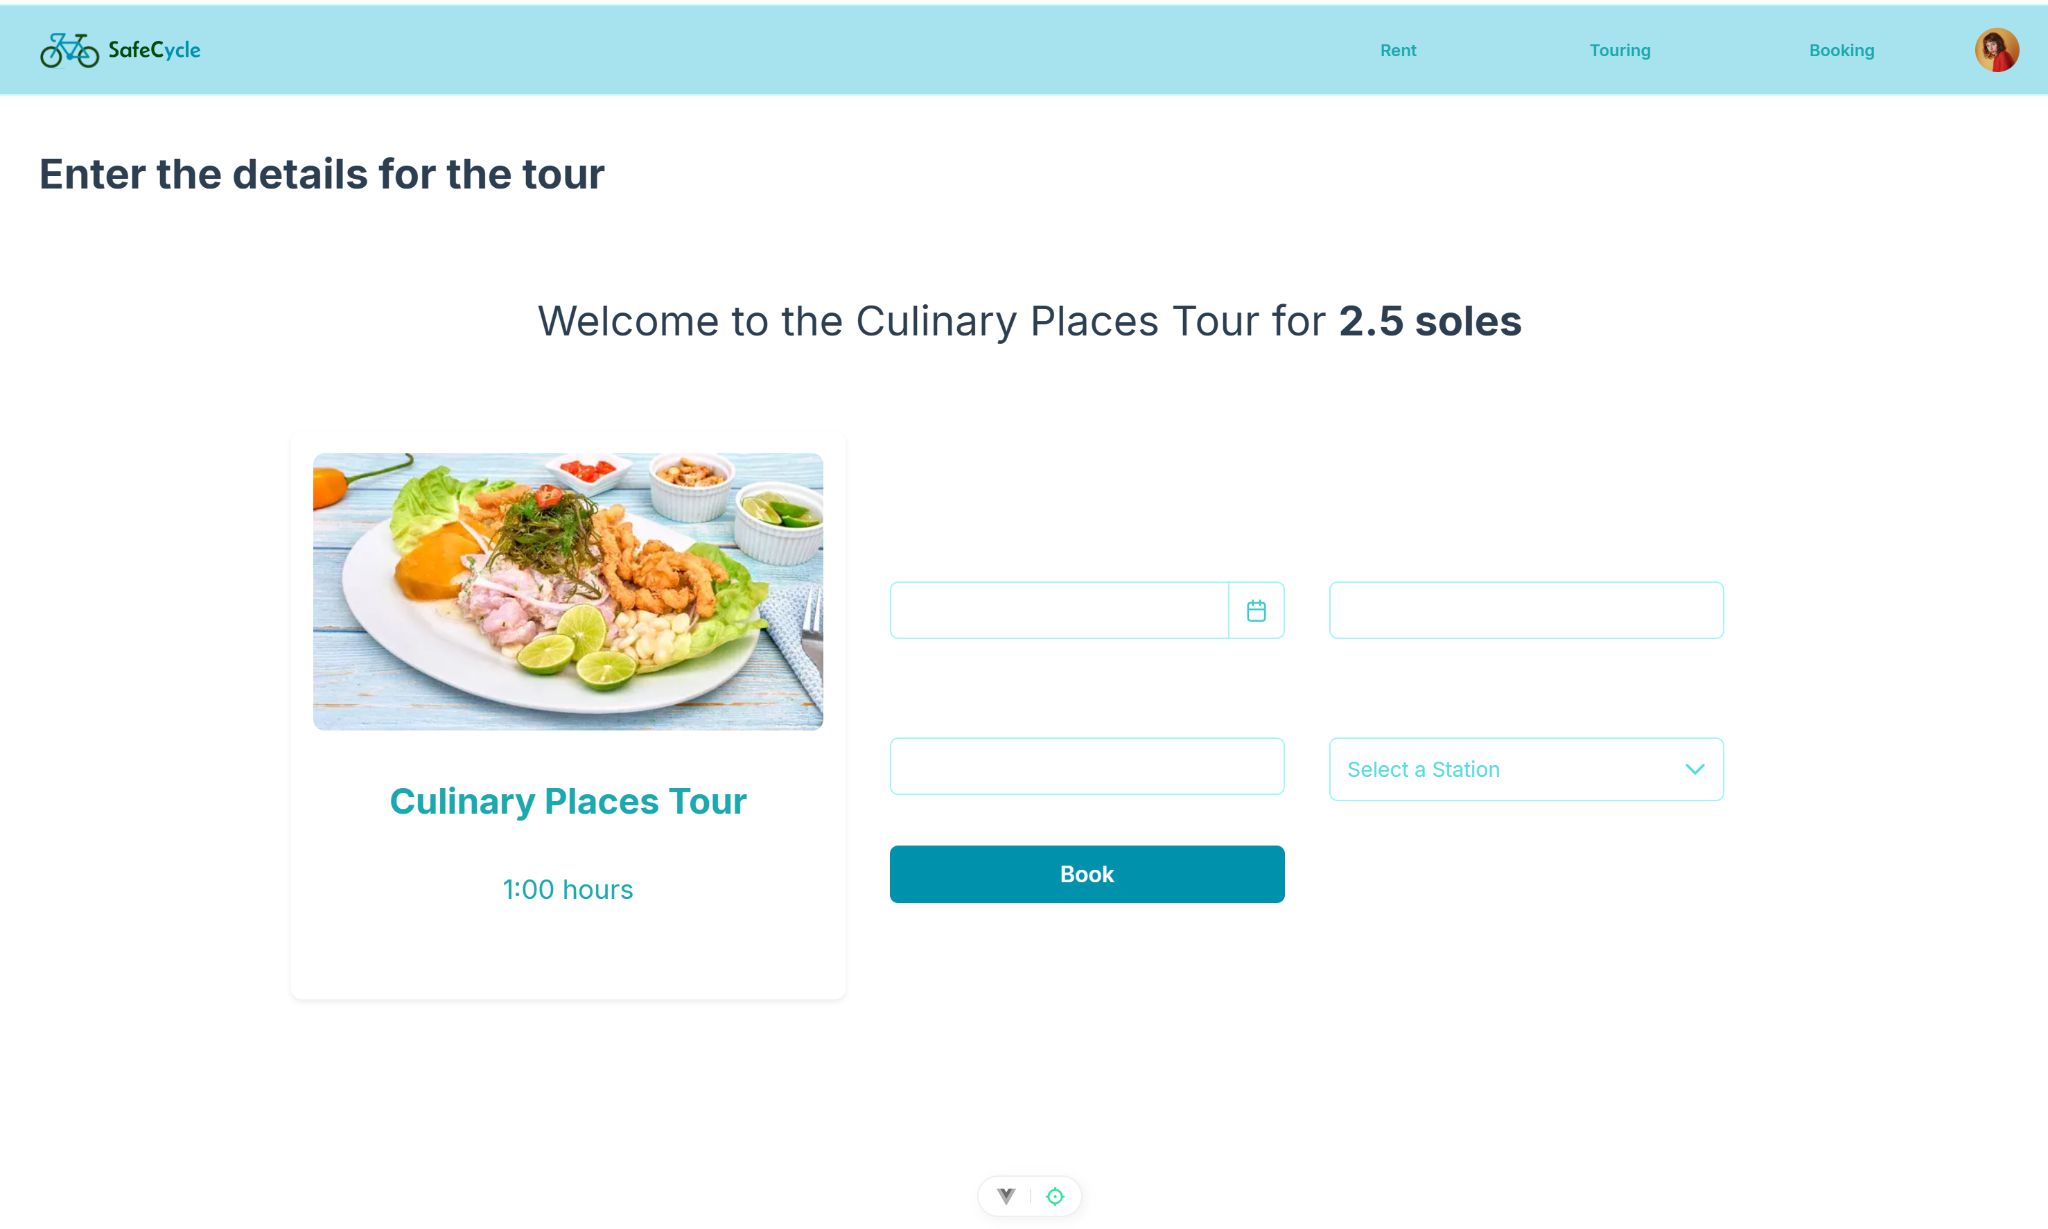 SafeCycle
Rent
Touring
Booking
Enter the details for the tour
Welcome to the Culinary Places Tour for 2.5 soles
Culinary Places Tour
1:00 hours
Select a Station
Book